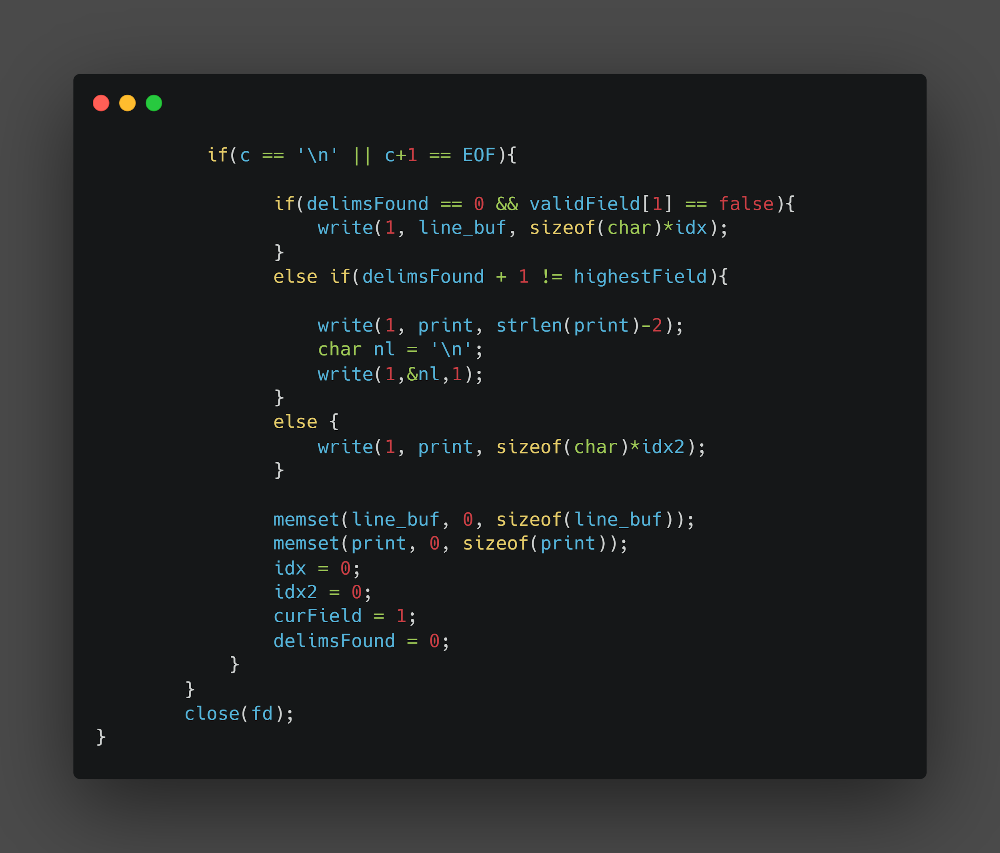 if(c == '\n' || c+1 == EOF){
if(delimsFound == 0 && validField[1] == false){
write(1, line_buf, sizeof(char)*idx);
}
else if(delimsFound + 1 != highestField){
write(1, print, strlen(print)-2);
char nl = '\n';
write(1,&nl,1);
}
else {
write(1, print, sizeof(char)*idx2);
}
memset(line_buf, 0, sizeof(line_buf));
memset(print, 0, sizeof(print));
idx = 0;
idx2 = 0;
curField = 1;
delimsFound = 0;
}
}
close(fd);
}